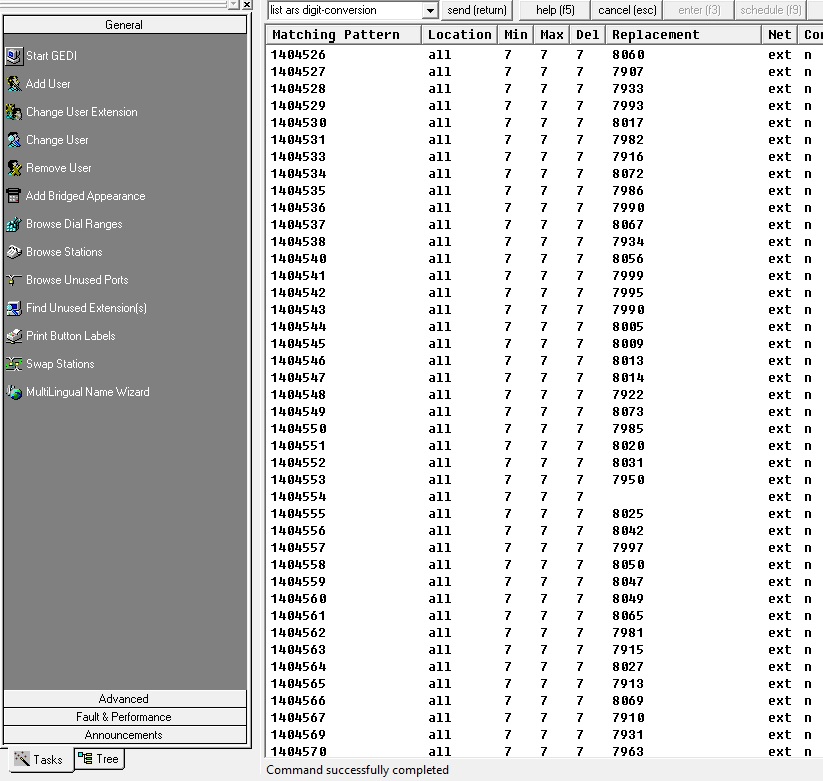 General
Start GEDI
Add User
Change User Extension
Change User
Remove User
Add Bridged Appearance
Browse Dial Ranges
Browse Stations
Browse Unused Ports
Find Unused Extension(s)
Print Button Labels
Swap Stations
MultiLingual Name Wizard
Advanced
Fault & Performance
Announcements
Tasks Tree
list ars digit-conversion send (return) help (f5) cancel (esc) enter (f3) schedule (f9)
Matching Pattern Location Min Max Del Replacement Net Con
1404526 all 7 7 7 8060 ext n
1404527 all 7 7 7 7907 ext n
1404528 all 7 7 7 7933 ext n
1404529 all 7 7 7 7993 ext n
1404530 all 7 7 7 8017 ext n
1404531 all 7 7 7 7982 ext n
1404533 all 7 7 7 7916 ext n
1404534 all 7 7 7 8072 ext n
1404535 all 7 7 7 7986 ext n
1404536 all 7 7 7 7990 ext n
1404537 all 7 7 7 8067 ext n
1404538 all 7 7 7 7934 ext n
1404540 all 7 7 7 8056 ext n
1404541 all 7 7 7 7999 ext n
1404542 all 7 7 7 7995 ext n
1404543 all 7 7 7 7990 ext n
1404544 all 7 7 7 8005 ext n
1404545 all 7 7 7 8009 ext n
1404546 all 7 7 7 8013 ext n
1404547 all 7 7 7 8014 ext n
1404548 all 7 7 7 7922 ext n
1404549 all 7 7 7 8073 ext n
1404550 all 7 7 7 7985 ext n
1404551 all 7 7 7 8020 ext n
1404552 all 7 7 7 8031 ext n
1404553 all 7 7 7 7950 ext n
1404554 all 7 7 7 ext n
1404555 all 7 7 7 8025 ext n
1404556 all 7 7 7 8042 ext n
1404557 all 7 7 7 7997 ext n
1404558 all 7 7 7 8050 ext n
1404559 all 7 7 7 8047 ext n
1404560 all 7 7 7 8049 ext n
1404561 all 7 7 7 8065 ext n
1404562 all 7 7 7 7981 ext n
1404563 all 7 7 7 7915 ext n
1404564 all 7 7 7 8027 ext n
1404565 all 7 7 7 7913 ext n
1404566 all 7 7 7 8069 ext n
1404567 all 7 7 7 7910 ext n
1404569 all 7 7 7 7931 ext n
1404570 all 7 7 7 7963 ext n
Command successfully completed